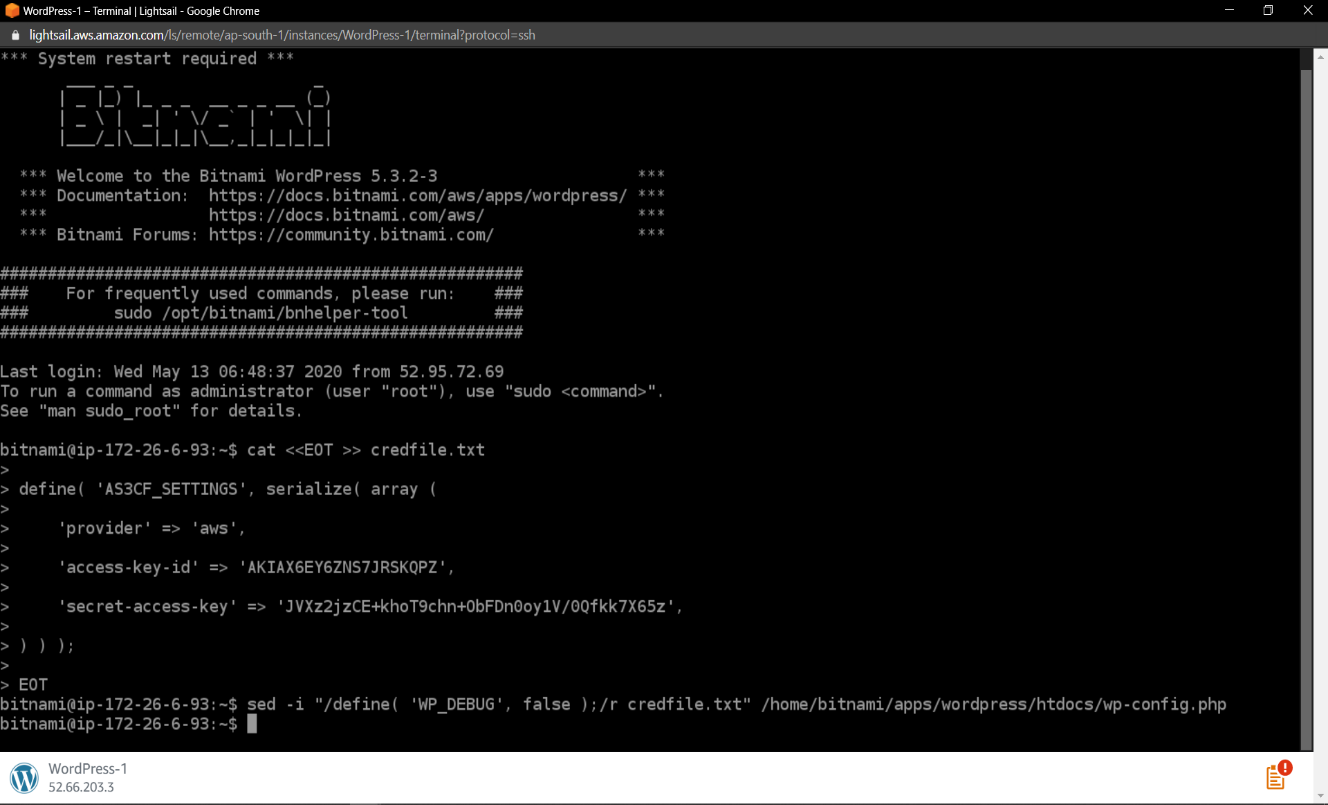 WordPress-1 – Terminal | Lightsail - Google Chrome
lightsail.aws.amazon.com/ls/remote/ap-south-1/instances/WordPress-1/terminal?protocol=ssh
*** System restart required ***
Bitnami
*** Welcome to the Bitnami WordPress 5.3.2-3 ***
*** Documentation: https://docs.bitnami.com/aws/apps/wordpress/ ***
*** https://docs.bitnami.com/aws/ ***
*** Bitnami Forums: https://community.bitnami.com/ ***
#######################################################
### For frequently used commands, please run: ###
### sudo /opt/bitnami/bnhelper-tool ###
#######################################################
Last login: Wed May 13 06:48:37 2020 from 52.95.72.69
To run a command as administrator (user "root"), use "sudo <command>".
See "man sudo_root" for details.
bitnami@ip-172-26-6-93:~$ cat <<EOT >> credfile.txt
>
> define( 'AS3CF_SETTINGS', serialize( array (
>
> 'provider' => 'aws',
>
> 'access-key-id' => 'AKIAX6EY6ZNS7JRSKQPZ',
>
> 'secret-access-key' => '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',
>
> ) ) );
>
> EOT
bitnami@ip-172-26-6-93:~$ sed -i "/define( 'WP_DEBUG', false );/r credfile.txt" /home/bitnami/apps/wordpress/htdocs/wp-config.php
bitnami@ip-172-26-6-93:~$
WordPress-1
52.66.203.3